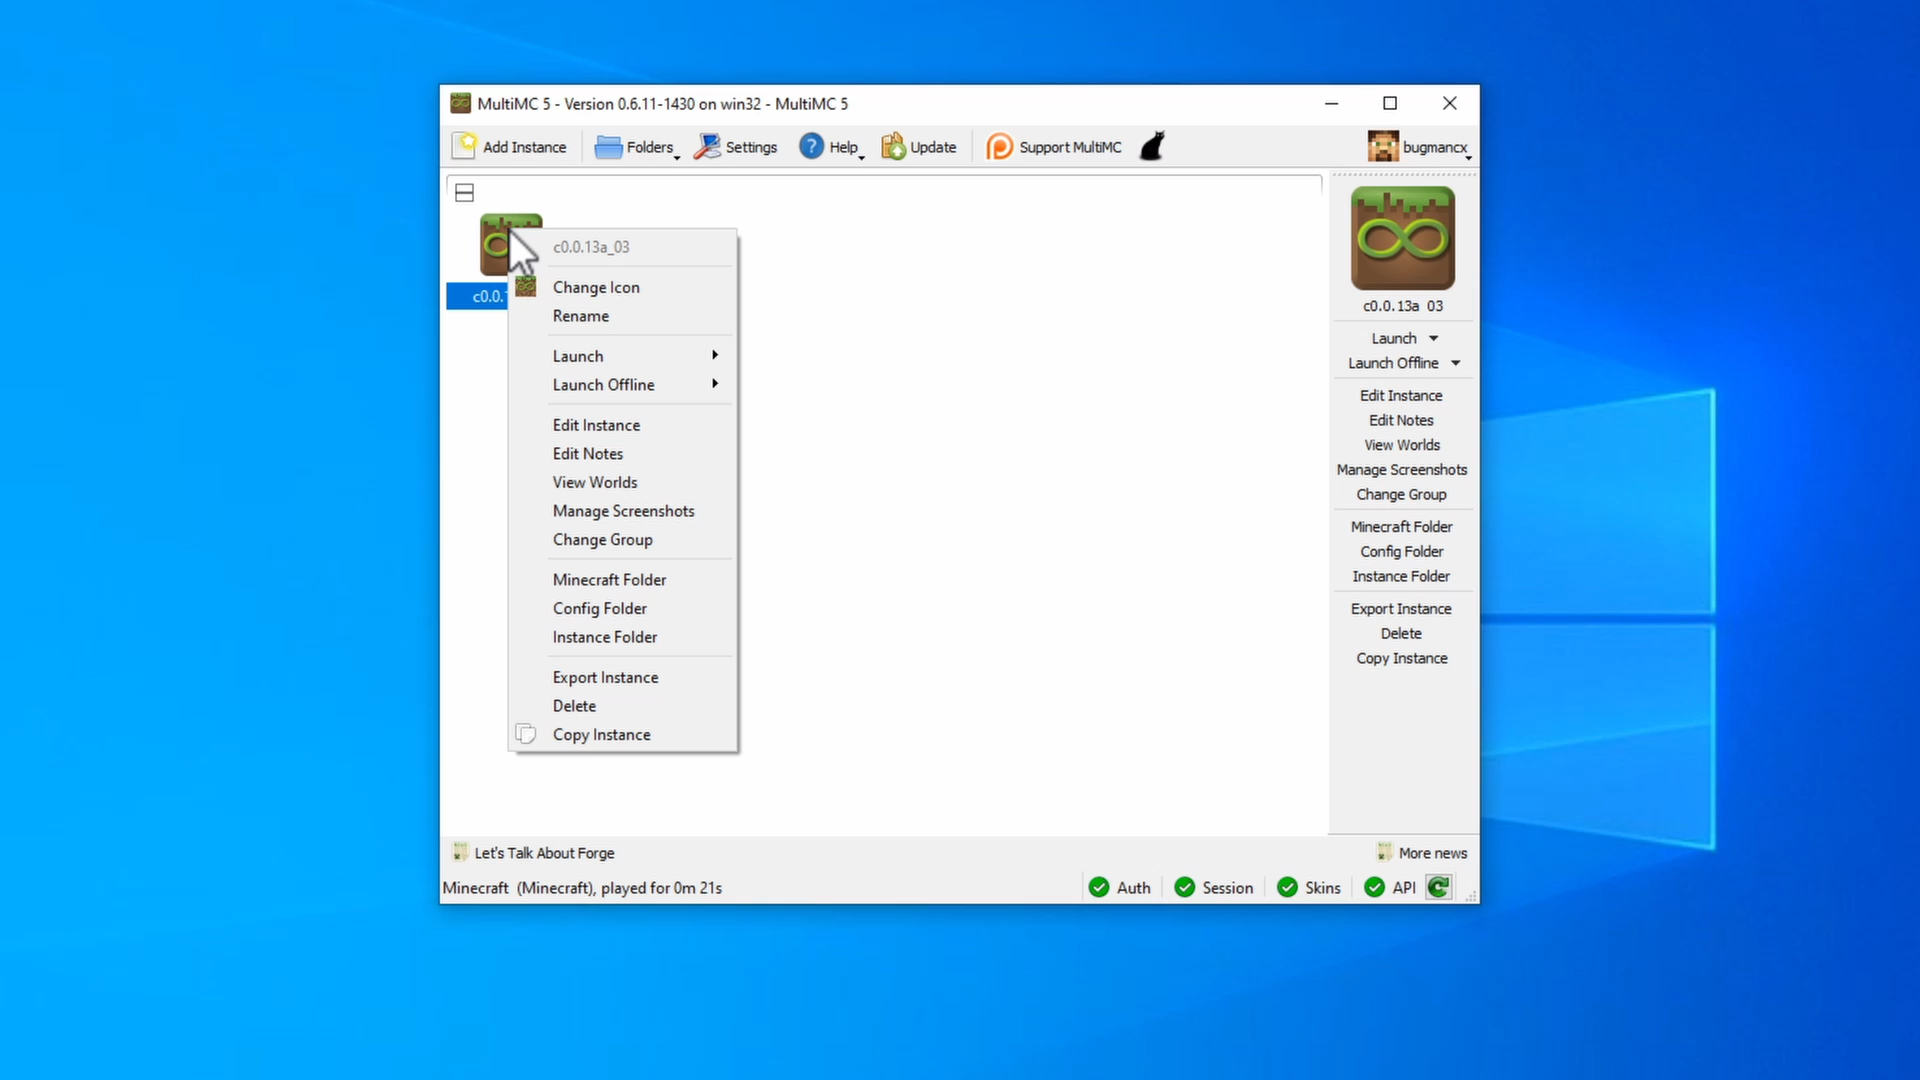 MultiMC 5 - Version 0.6.11-1430 on win32 - MultiMC 5
Add Instance Folders Settings Help Update Support MultiMC bugmancx
c0.0.1
c0.0.13a_03
Change Icon
Rename
Launch
Launch Offline
Edit Instance
Edit Notes
View Worlds
Manage Screenshots
Change Group
Minecraft Folder
Config Folder
Instance Folder
Export Instance
Delete
Copy Instance
c0.0.13a 03
Launch
Launch Offline
Edit Instance
Edit Notes
View Worlds
Manage Screenshots
Change Group
Minecraft Folder
Config Folder
Instance Folder
Export Instance
Delete
Copy Instance
Let's Talk About Forge More news
Minecraft (Minecraft), played for 0m 21s Auth Session Skins API